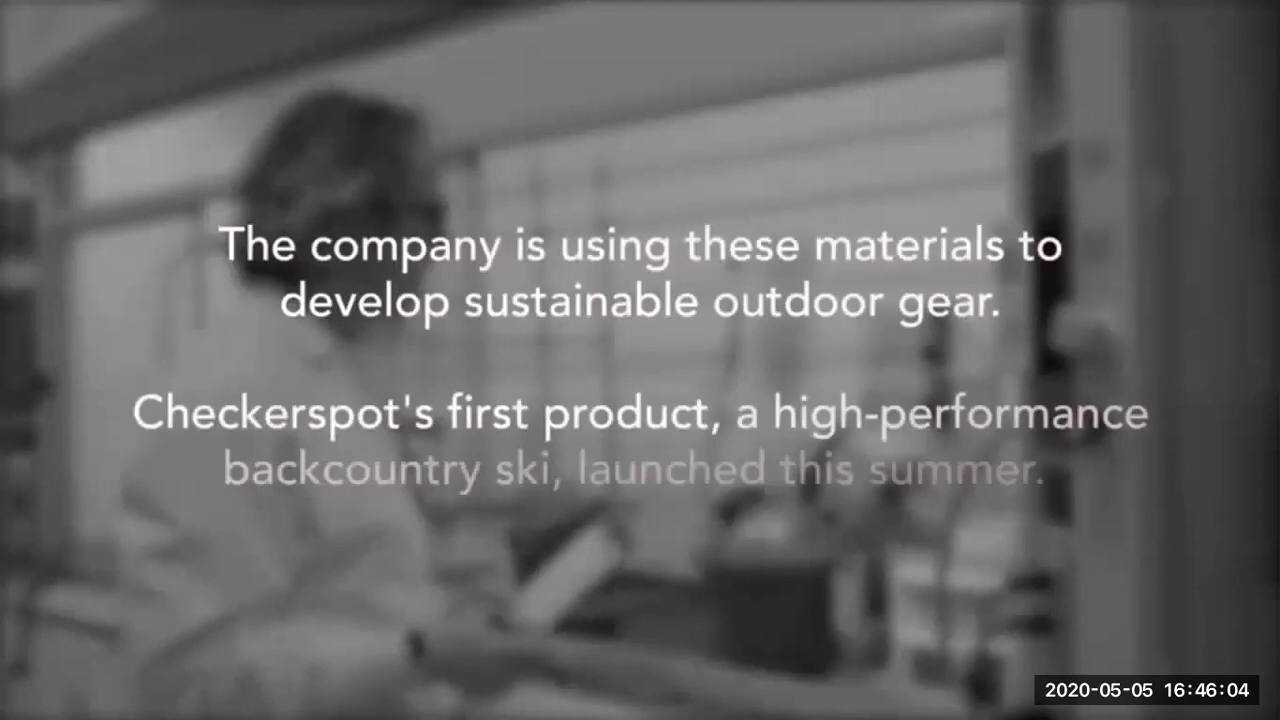 The company is using these materials to
develop sustainable outdoor gear.
Checkerspot's first product, a high-performance
backcountry ski, launched this summer.
2020-05-05 16:46:04